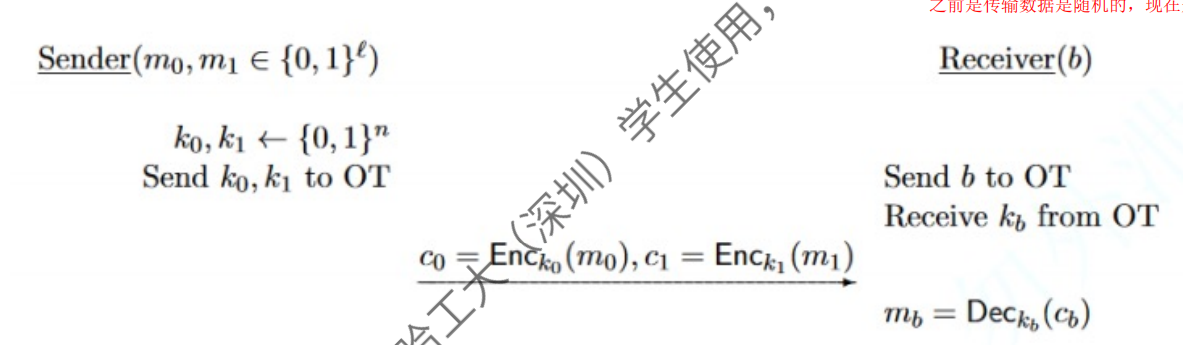 之前是传输数据是随机的，现在
Sender(m₀, m₁ ∈ {0, 1}^ℓ)
Receiver(b)
k₀, k₁ ← {0, 1}ⁿ
Send k₀, k₁ to OT
Send b to OT
Receive k_b from OT
c₀ = Enc_{k₀}(m₀), c₁ = Enc_{k₁}(m₁)
m_b = Dec_{k_b}(c_b)
哈工大（深圳）学生使用，